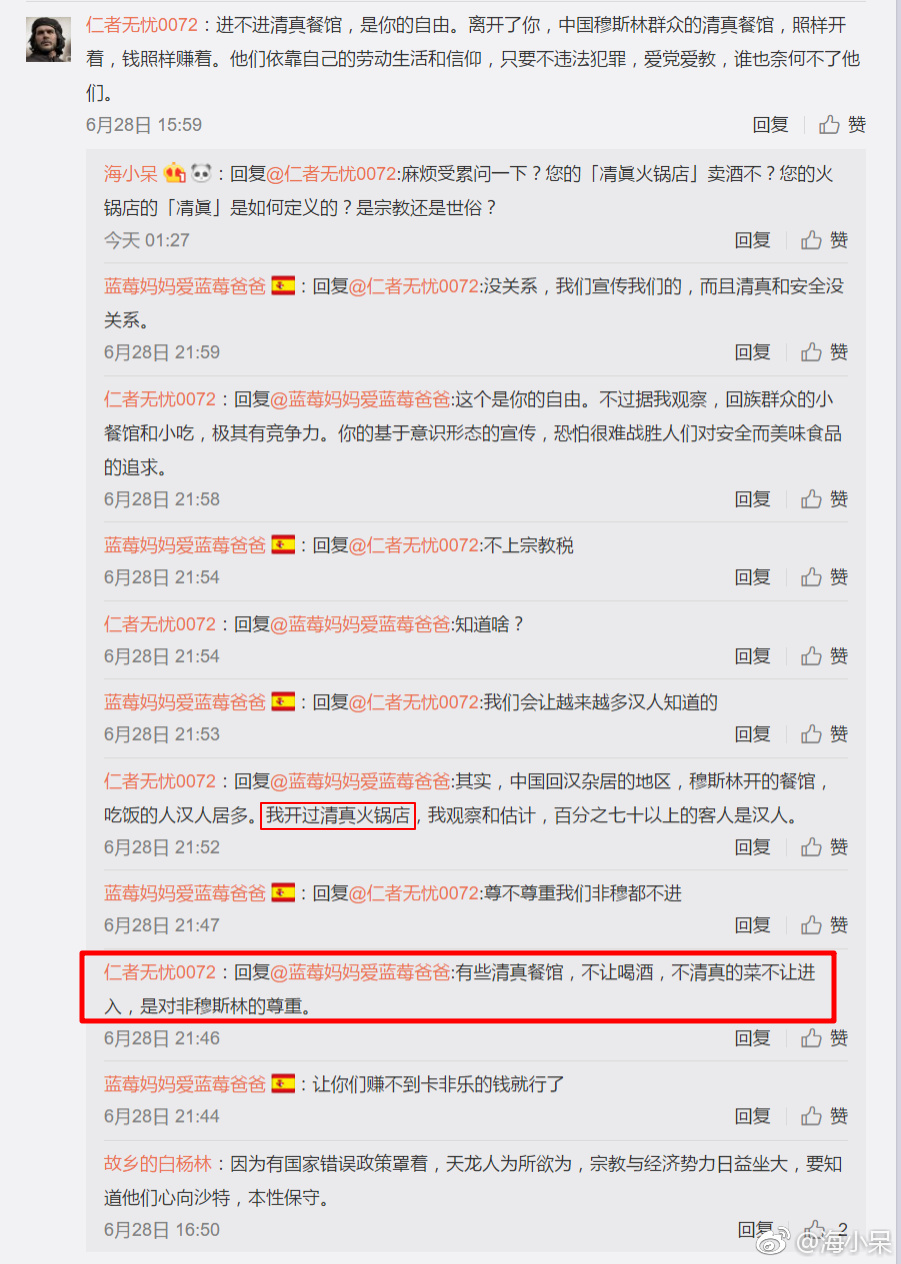 仁者无忧0072：进不进清真餐馆，是你的自由。离开了你，中国穆斯林群众的清真餐馆，照样开
着，钱照样赚着。他们依靠自己的劳动生活和信仰，只要不违法犯罪，爱党爱教，谁也奈何不了他
们。
6月28日 15:59 回复 赞
海小呆：回复@仁者无忧0072:麻烦受累问一下？您的「清眞火锅店」卖酒不？您的火
锅店的「凊眞」是如何定义的？是宗教还是世俗？
今天 01:27 回复 赞
蓝莓妈妈爱蓝莓爸爸：回复@仁者无忧0072:没关系，我们宣传我们的，而且清真和安全没
关系。
6月28日 21:59 回复 赞
仁者无忧0072：回复@蓝莓妈妈爱蓝莓爸爸:这个是你的自由。不过据我观察，回族群众的小
餐馆和小吃，极其有竞争力。你的基于意识形态的宣传，恐怕很难战胜人们对安全而美味食品
的追求。
6月28日 21:58 回复 赞
蓝莓妈妈爱蓝莓爸爸：回复@仁者无忧0072:不上宗教税
6月28日 21:54 回复 赞
仁者无忧0072：回复@蓝莓妈妈爱蓝莓爸爸:知道啥？
6月28日 21:54 回复 赞
蓝莓妈妈爱蓝莓爸爸：回复@仁者无忧0072:我们会让越来越多汉人知道的
6月28日 21:53 回复 赞
仁者无忧0072：回复@蓝莓妈妈爱蓝莓爸爸:其实，中国回汉杂居的地区，穆斯林开的餐馆，
吃饭的人汉人居多。我开过清真火锅店，我观察和估计，百分之七十以上的客人是汉人。
6月28日 21:52 回复 赞
蓝莓妈妈爱蓝莓爸爸：回复@仁者无忧0072:尊不尊重我们非穆都不进
6月28日 21:47 回复 赞
仁者无忧0072：回复@蓝莓妈妈爱蓝莓爸爸:有些清真餐馆，不让喝酒，不清真的菜不让进
入，是对非穆斯林的尊重。
6月28日 21:46 回复 赞
蓝莓妈妈爱蓝莓爸爸：让你们赚不到卡非乐的钱就行了
6月28日 21:44 回复 赞
故乡的白杨林：因为有国家错误政策罩着，天龙人为所欲为，宗教与经济势力日益坐大，要知
道他们心向沙特，本性保守。
6月28日 16:50 回复 2
@海小呆